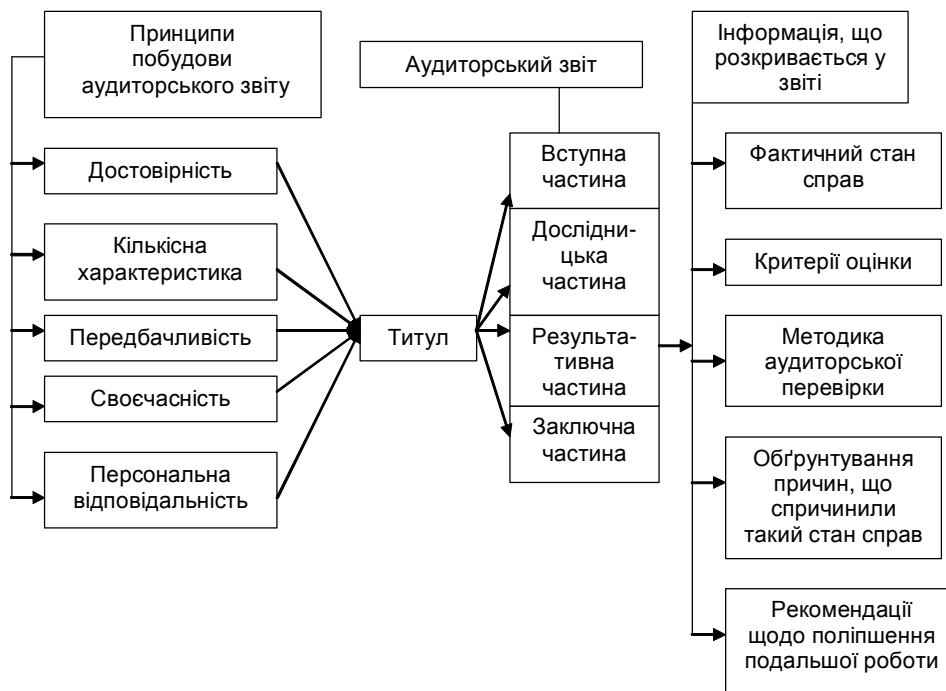 Принципи
побудови
аудиторського звіту
Достовірність
Кількісна
характеристика
Передбачливість
Своєчасність
Персональна
відповідальність
Титул
Аудиторський звіт
Вступна
частина
Дослідни-
цька
частина
Результа-
тивна
частина
Заключна
частина
Інформація, що
розкривається у
звіті
Фактичний стан
справ
Критерії оцінки
Методика
аудиторської
перевірки
Обґрунтування
причин, що
спричинили
такий стан справ
Рекомендації
щодо поліпшення
подальшої роботи